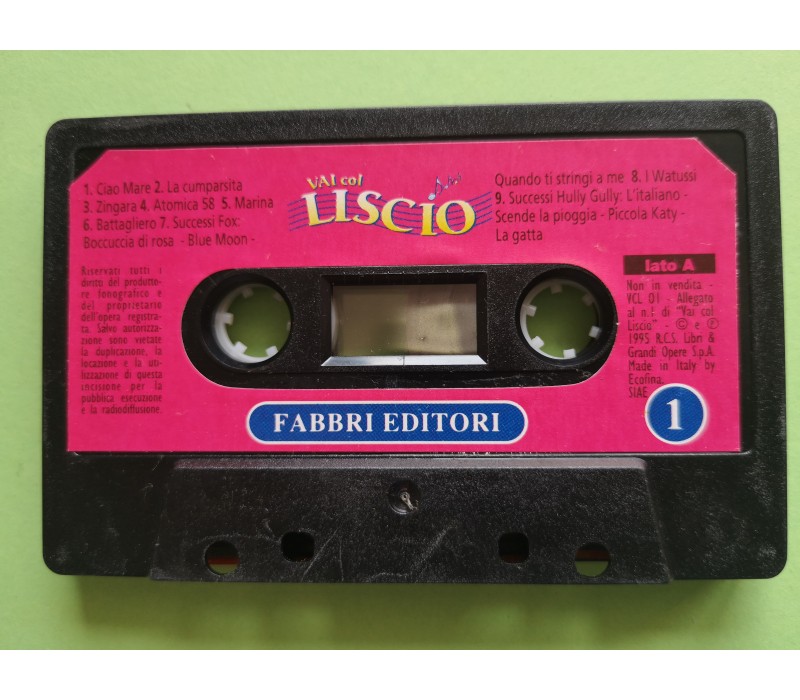 1. Ciao Mare 2. La cumparsita
3. Zingara 4. Atomica 58 5. Marina
6. Battagliero 7. Successi Fox:
Boccuccia di rosa - Blue Moon -
VAI col
LISCIO
Quando ti stringi a me 8. I Watussi
9. Successi Hully Gully: L'italiano -
Scende la pioggia - Piccola Katy -
La gatta
Riservati tutti i
diritti del produtto-
re fonografico e
del proprietario
dell'opera registra-
ta. Salvo autorizza-
zione sono vietate
la duplicazione, la
locazione e la uti-
lizzazione di questa
incisione per la
pubblica esecuzione
e la radiodiffusione.
lato A
Non in vendita -
VCL 01 - Allegato
al n.1 di "Vai col
Liscio" - © e ℗
1995 R.C.S. Libri &
Grandi Opere S.p.A.
Made in Italy by
Ecofina.
SIAE
FABBRI EDITORI
1